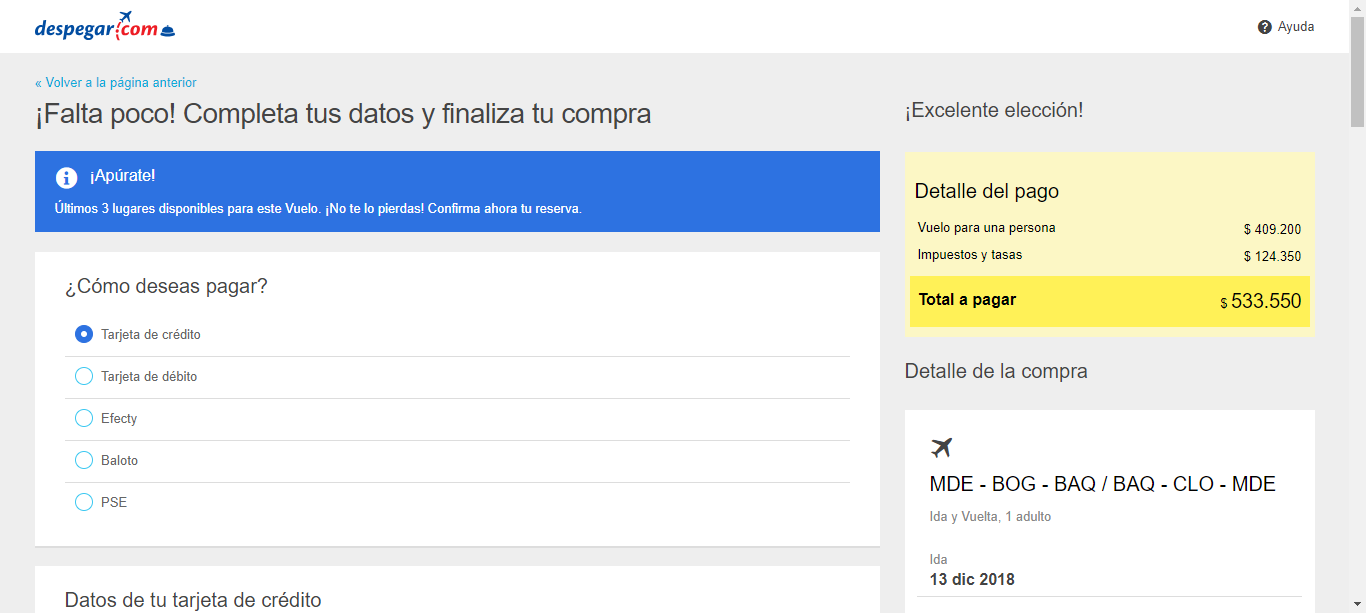 despegar.com
Ayuda
« Volver a la página anterior
¡Falta poco! Completa tus datos y finaliza tu compra
¡Apúrate!
Últimos 3 lugares disponibles para este Vuelo. ¡No te lo pierdas! Confirma ahora tu reserva.
¿Cómo deseas pagar?
Tarjeta de crédito
Tarjeta de débito
Efecty
Baloto
PSE
Datos de tu tarjeta de crédito
¡Excelente elección!
Detalle del pago
Vuelo para una persona $ 409.200
Impuestos y tasas $ 124.350
Total a pagar $ 533.550
Detalle de la compra
MDE - BOG - BAQ / BAQ - CLO - MDE
Ida y Vuelta, 1 adulto
Ida
13 dic 2018